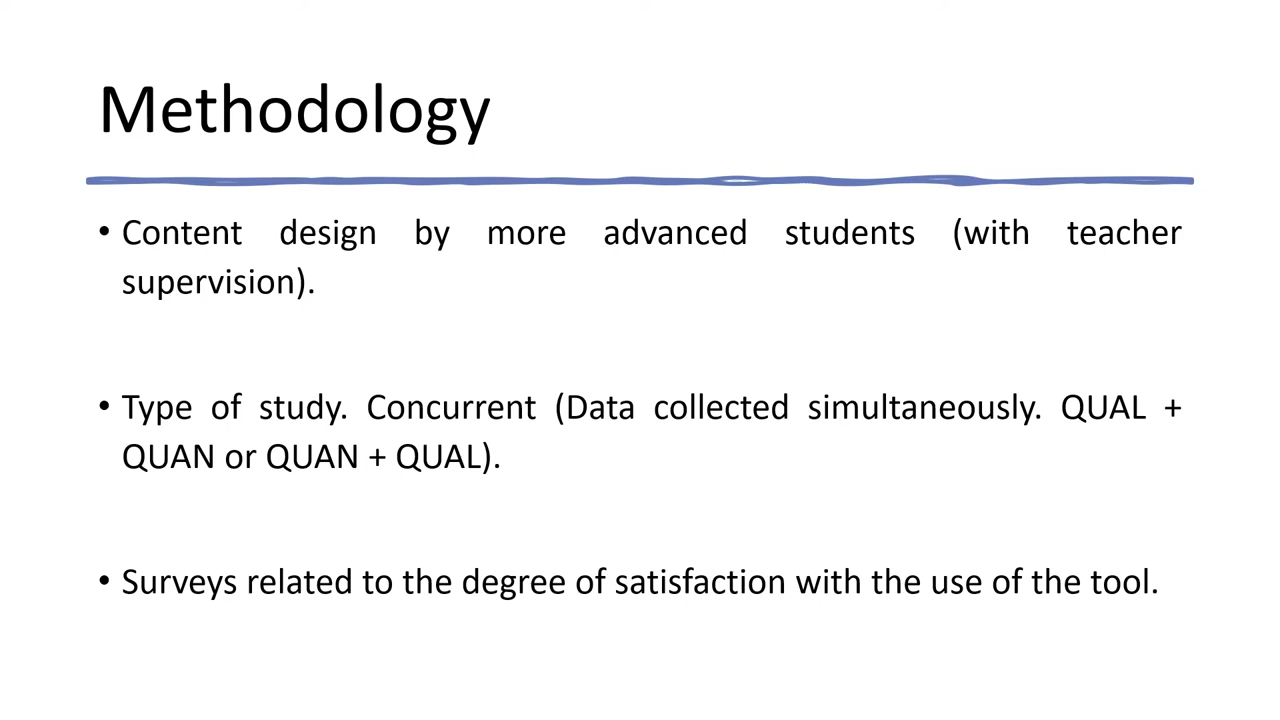 Methodology
• Content design by more advanced students (with teacher
supervision).
• Type of study. Concurrent (Data collected simultaneously. QUAL +
QUAN or QUAN + QUAL).
• Surveys related to the degree of satisfaction with the use of the tool.